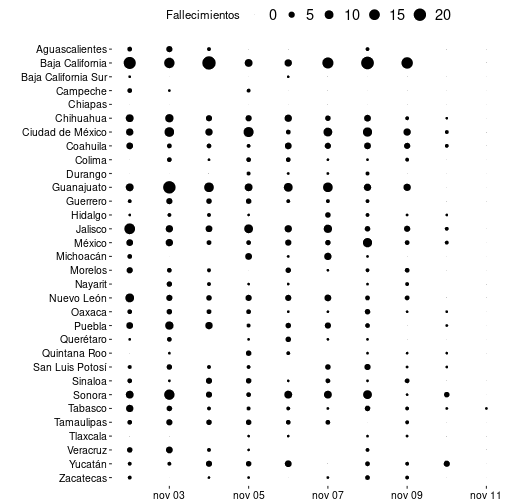 Fallecimientos 0 5 10 15 20
Aguascalientes
Baja California
Baja California Sur
Campeche
Chiapas
Chihuahua
Ciudad de México
Coahuila
Colima
Durango
Guanajuato
Guerrero
Hidalgo
Jalisco
México
Michoacán
Morelos
Nayarit
Nuevo León
Oaxaca
Puebla
Querétaro
Quintana Roo
San Luis Potosí
Sinaloa
Sonora
Tabasco
Tamaulipas
Tlaxcala
Veracruz
Yucatán
Zacatecas
nov 03 nov 05 nov 07 nov 09 nov 11